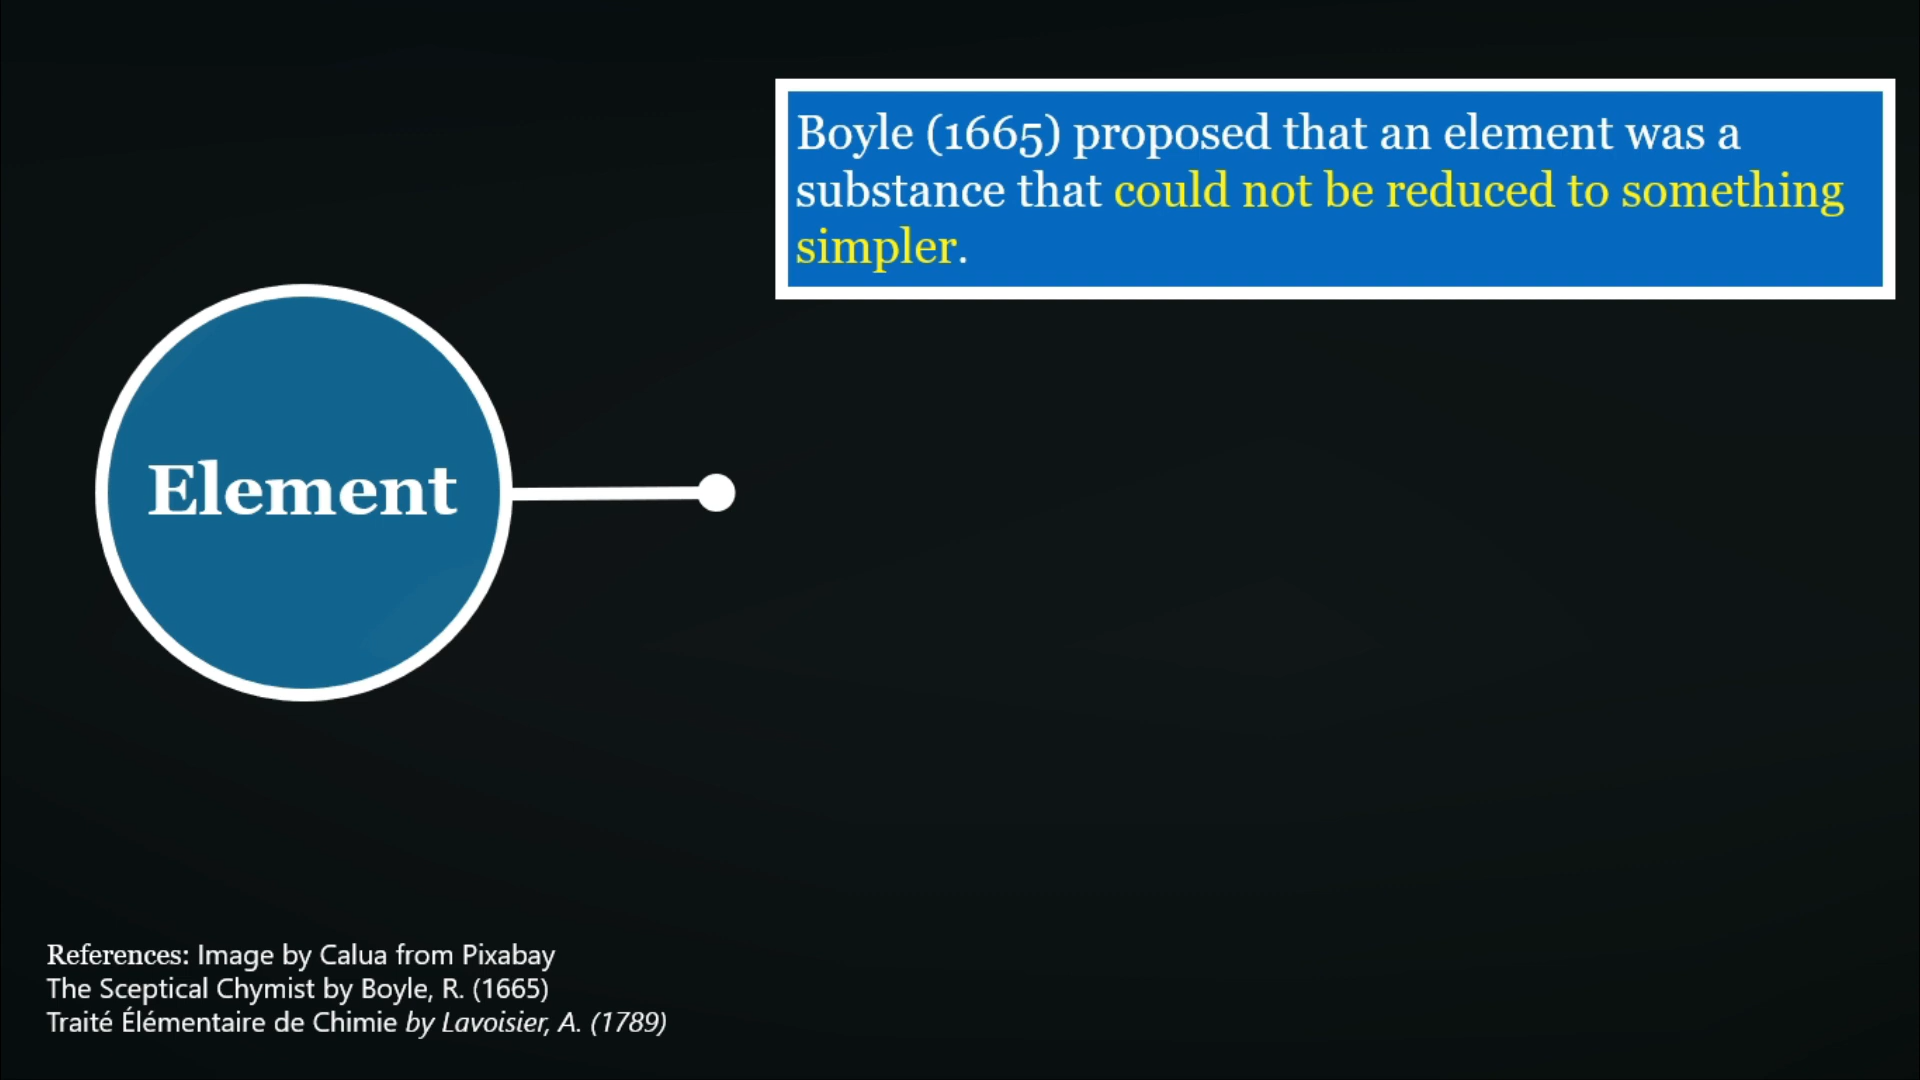 Boyle (1665) proposed that an element was a
substance that could not be reduced to something
simpler.
Element
References: Image by Calua from Pixabay
The Sceptical Chymist by Boyle, R. (1665)
Traité Élémentaire de Chimie by Lavoisier, A. (1789)